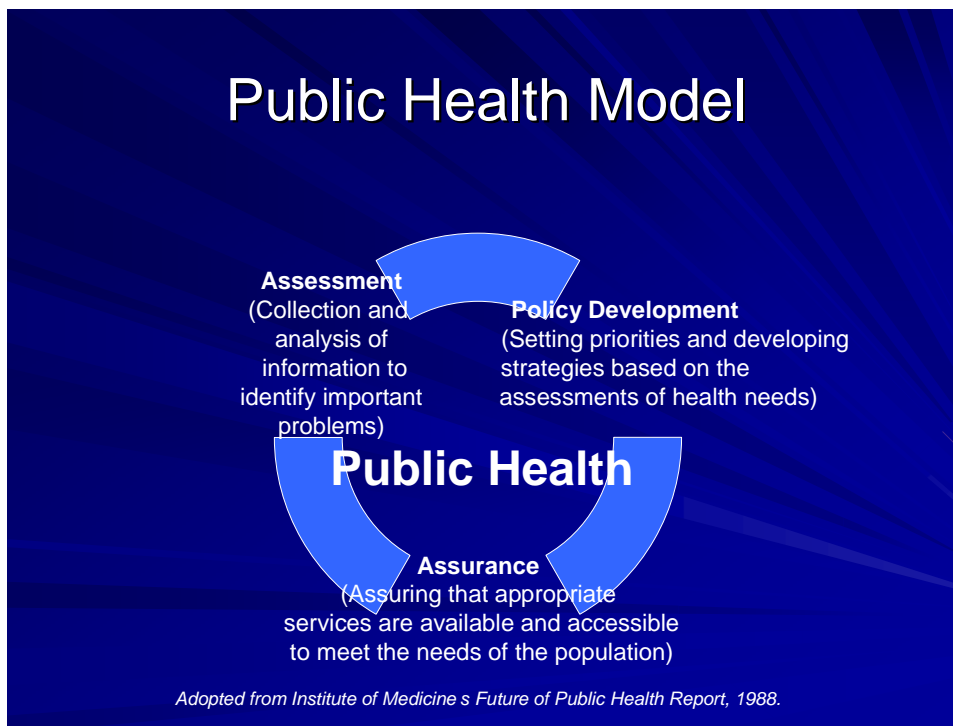 Public Health Model
Assessment
(Collection and
analysis of
information to
identify important
problems)
Policy Development
(Setting priorities and developing
strategies based on the
assessments of health needs)
Public Health
Assurance
(Assuring that appropriate
services are available and accessible
to meet the needs of the population)
Adopted from Institute of Medicine s Future of Public Health Report, 1988.